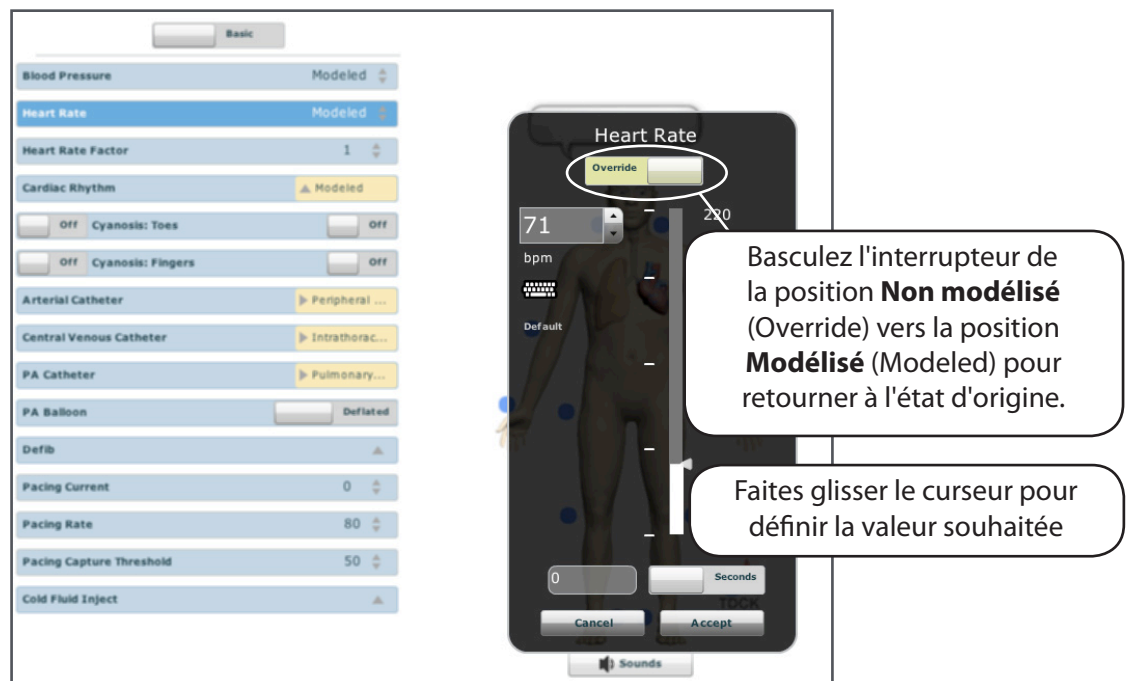 Basic
Blood Pressure Modeled
Heart Rate Modeled
Heart Rate Factor 1
Cardiac Rhythm Modeled
Off Cyanosis: Toes Off
Off Cyanosis: Fingers Off
Arterial Catheter Peripheral ...
Central Venous Catheter Intrathorac...
PA Catheter Pulmonary...
PA Balloon Deflated
Defib
Pacing Current 0
Pacing Rate 80
Pacing Capture Threshold 50
Cold Fluid Inject
Heart Rate
Override
71
220
bpm
Default
Basculez l'interrupteur de
la position Non modélisé
(Override) vers la position
Modélisé (Modeled) pour
retourner à l'état d'origine.
Faites glisser le curseur pour
définir la valeur souhaitée
0 Seconds
TDCK
Cancel Accept
Sounds